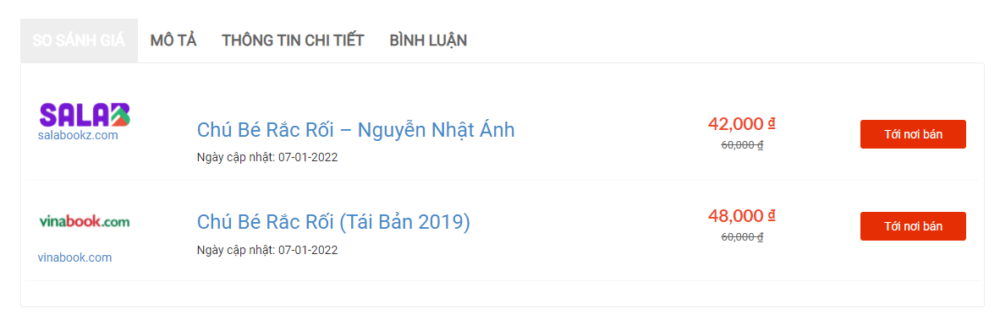 SO SÁNH GIÁ MÔ TẢ THÔNG TIN CHI TIẾT BÌNH LUẬN
SALAB
salabookz.com
Chú Bé Rắc Rối – Nguyễn Nhật Ánh
Ngày cập nhật: 07-01-2022
42,000 ₫
60,000 ₫
Tới nơi bán
vinabook.com
vinabook.com
Chú Bé Rắc Rối (Tái Bản 2019)
Ngày cập nhật: 07-01-2022
48,000 ₫
60,000 ₫
Tới nơi bán